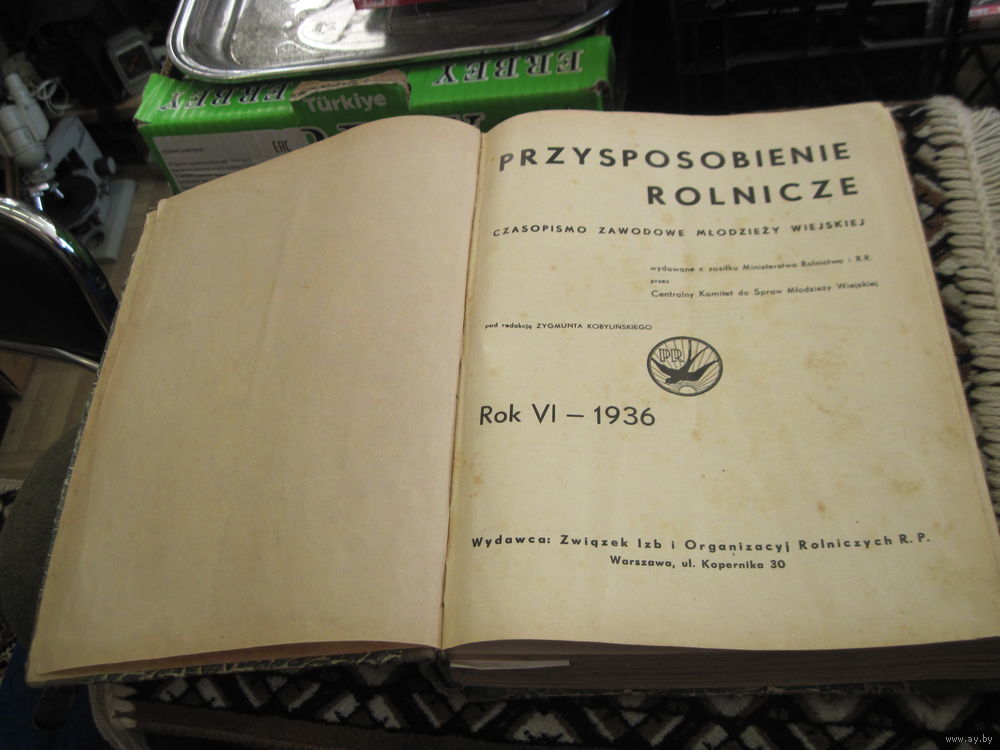 ERBEY
ERBEY
Türkiye
EAC
PRZYSPOSOBIENIE
ROLNICZE
CZASOPISMO ZAWODOWE MŁODZIEŻY WIEJSKIEJ
wydawane z zasiłku Ministerstwa Rolnictwa i R.R.
przez
Centralny Komitet do Spraw Młodzieży Wiejskiej
pod redakcją ZYGMUNTA KOBYLIŃSKIEGO
PR
Rok VI — 1936
Wydawca: Związek Izb i Organizacyj Rolniczych R. P.
Warszawa, ul. Kopernika 30
www.ay.by